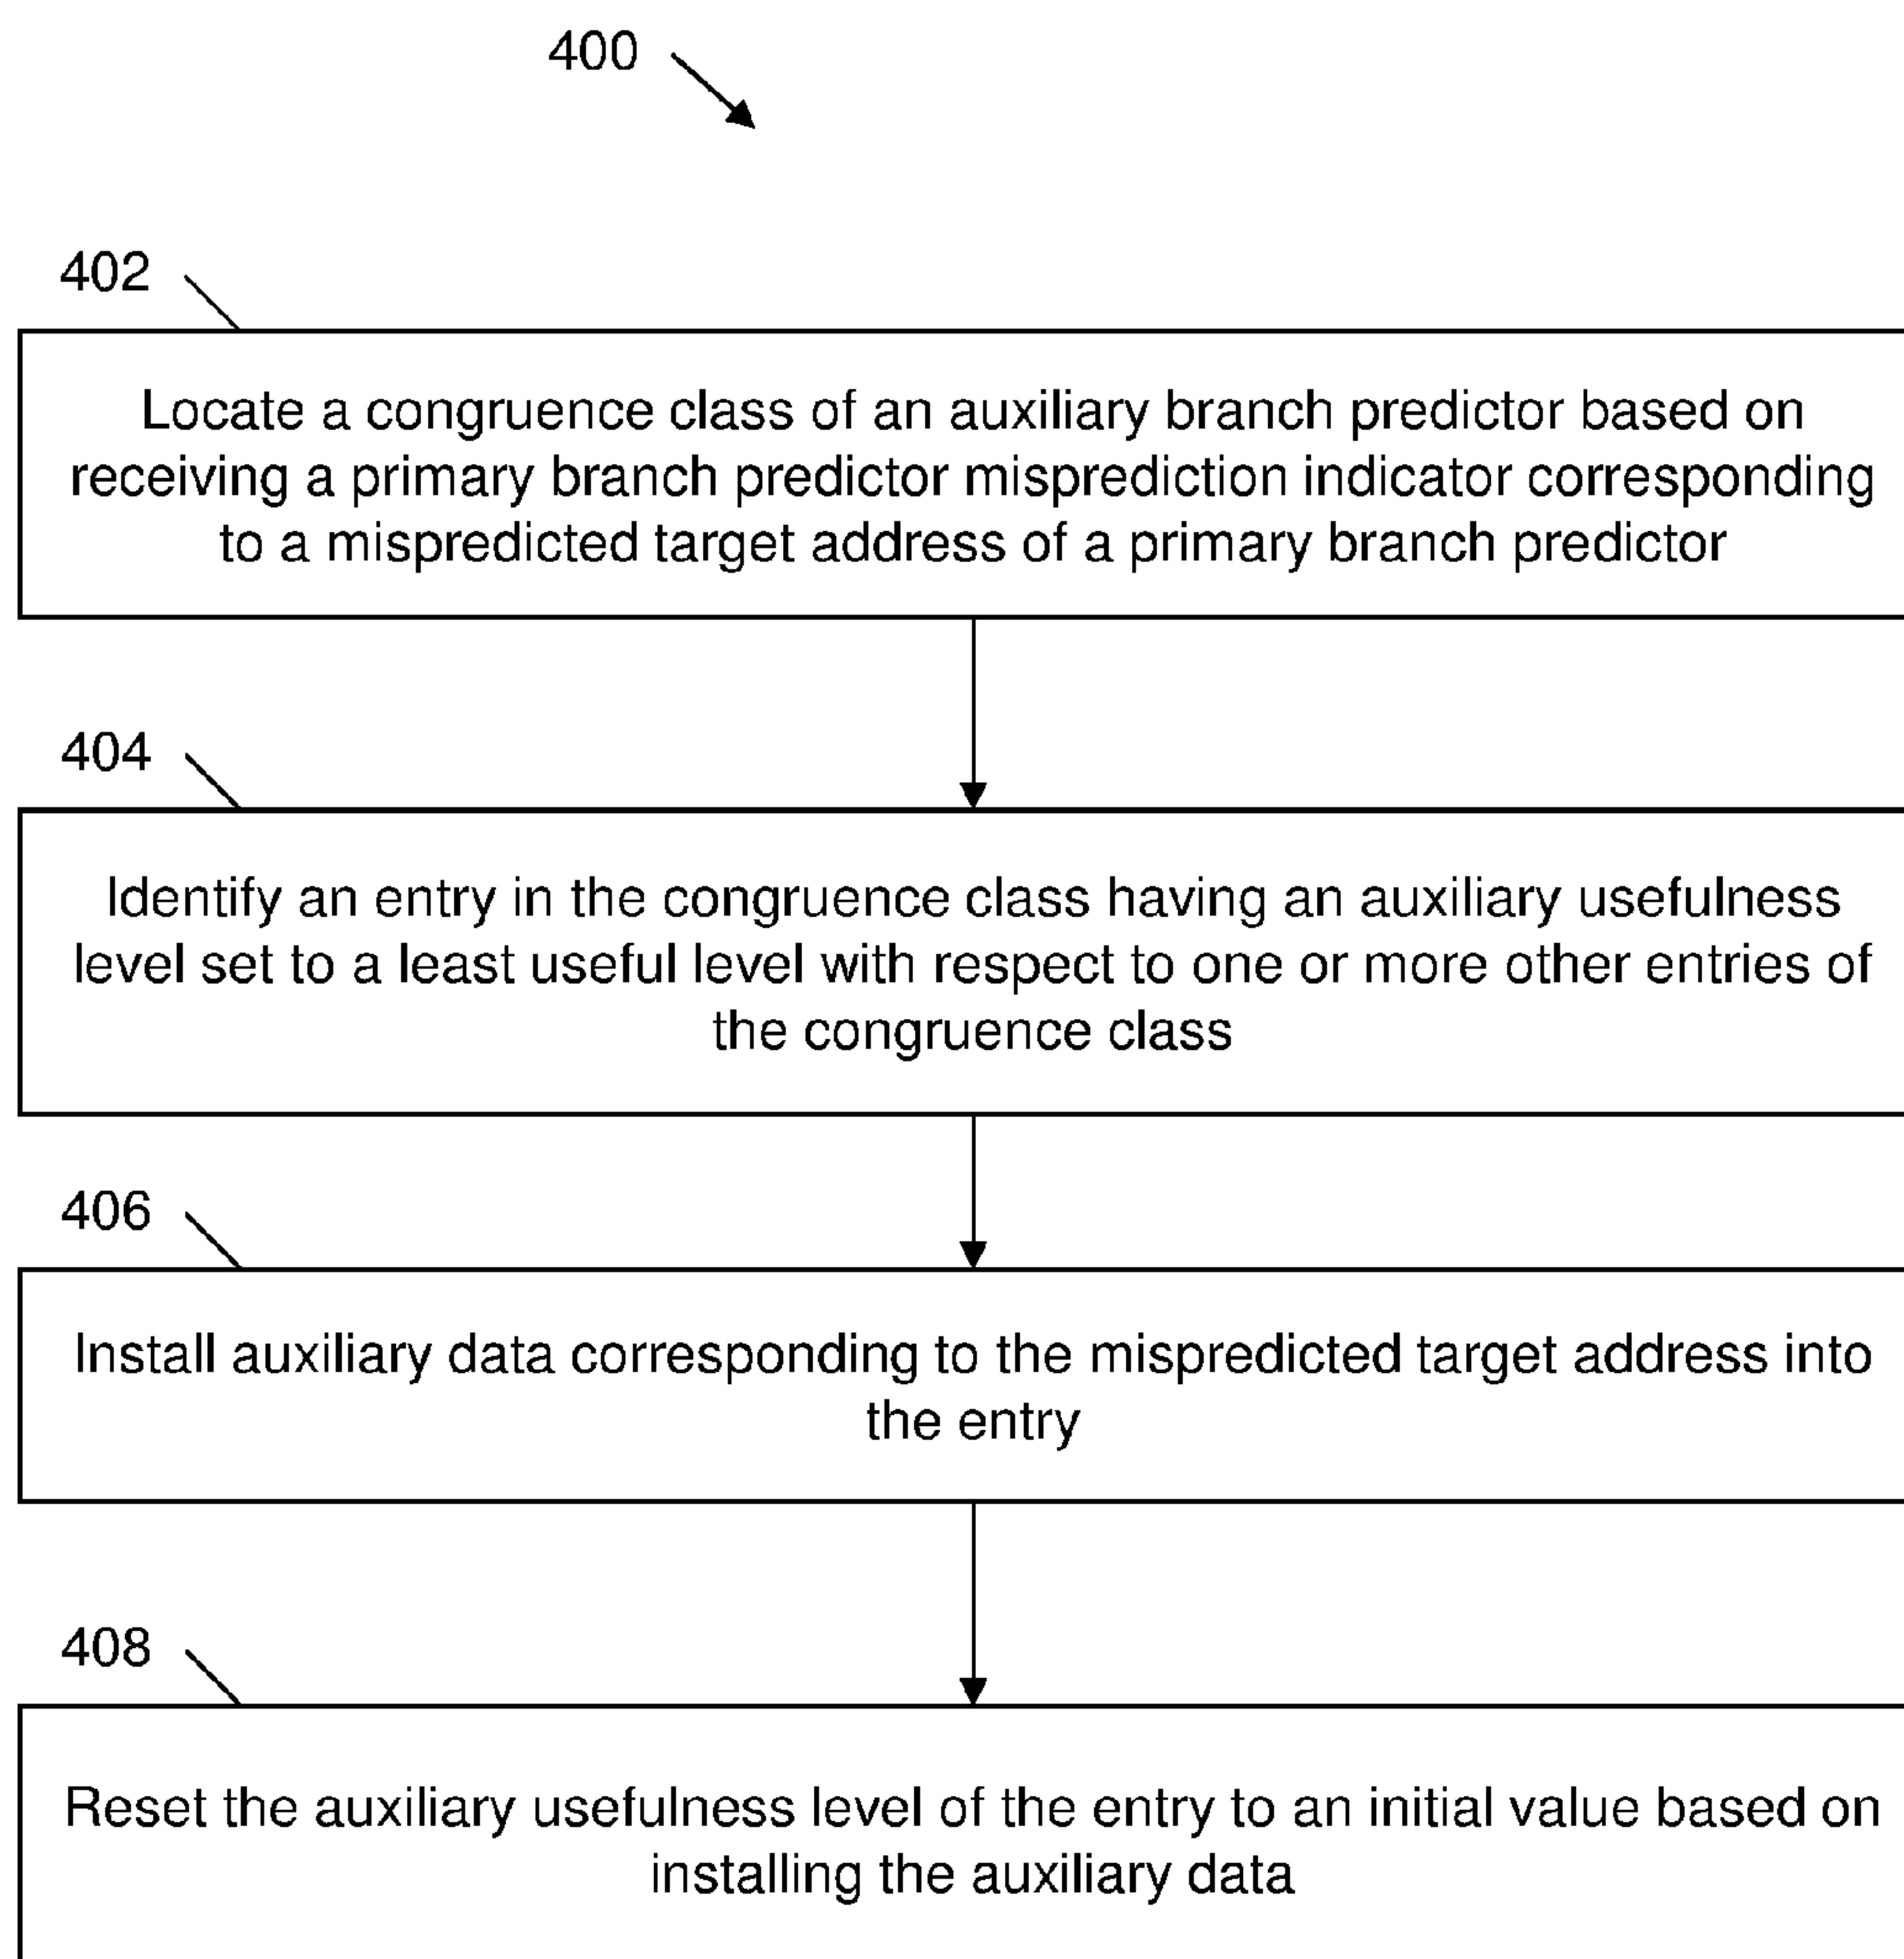 400
402
Locate a congruence class of an auxiliary branch predictor based on
receiving a primary branch predictor misprediction indicator corresponding
to a mispredicted target address of a primary branch predictor
404
Identify an entry in the congruence class having an auxiliary usefulness
level set to a least useful level with respect to one or more other entries of
the congruence class
406
Install auxiliary data corresponding to the mispredicted target address into
the entry
408
Reset the auxiliary usefulness level of the entry to an initial value based on
installing the auxiliary data